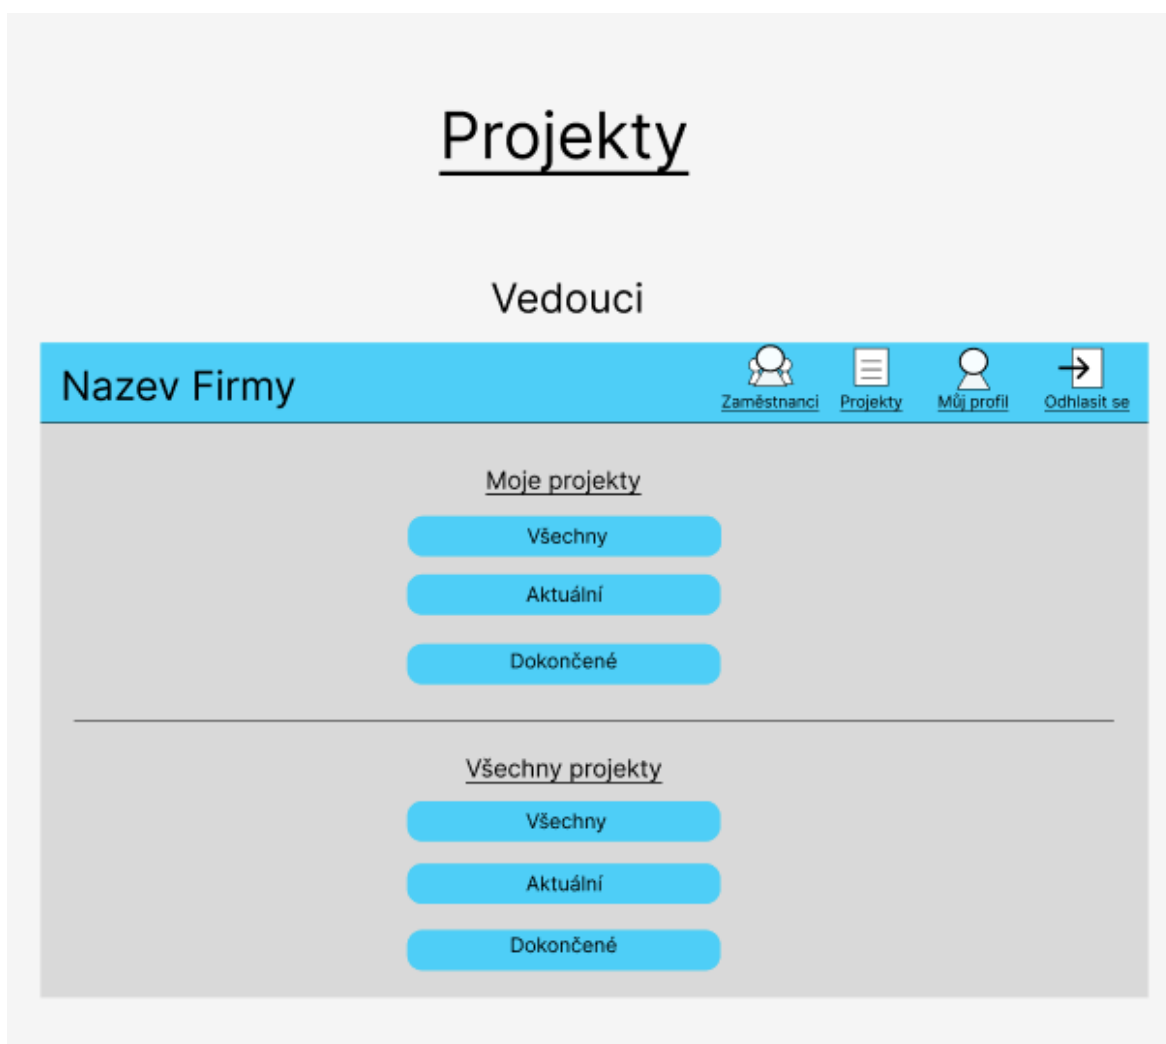 Projekty
Vedouci
Nazev Firmy
Zaměstnanci Projekty Můj profil Odhlasit se
Moje projekty
Všechny
Aktuální
Dokončené
Všechny projekty
Všechny
Aktuální
Dokončené